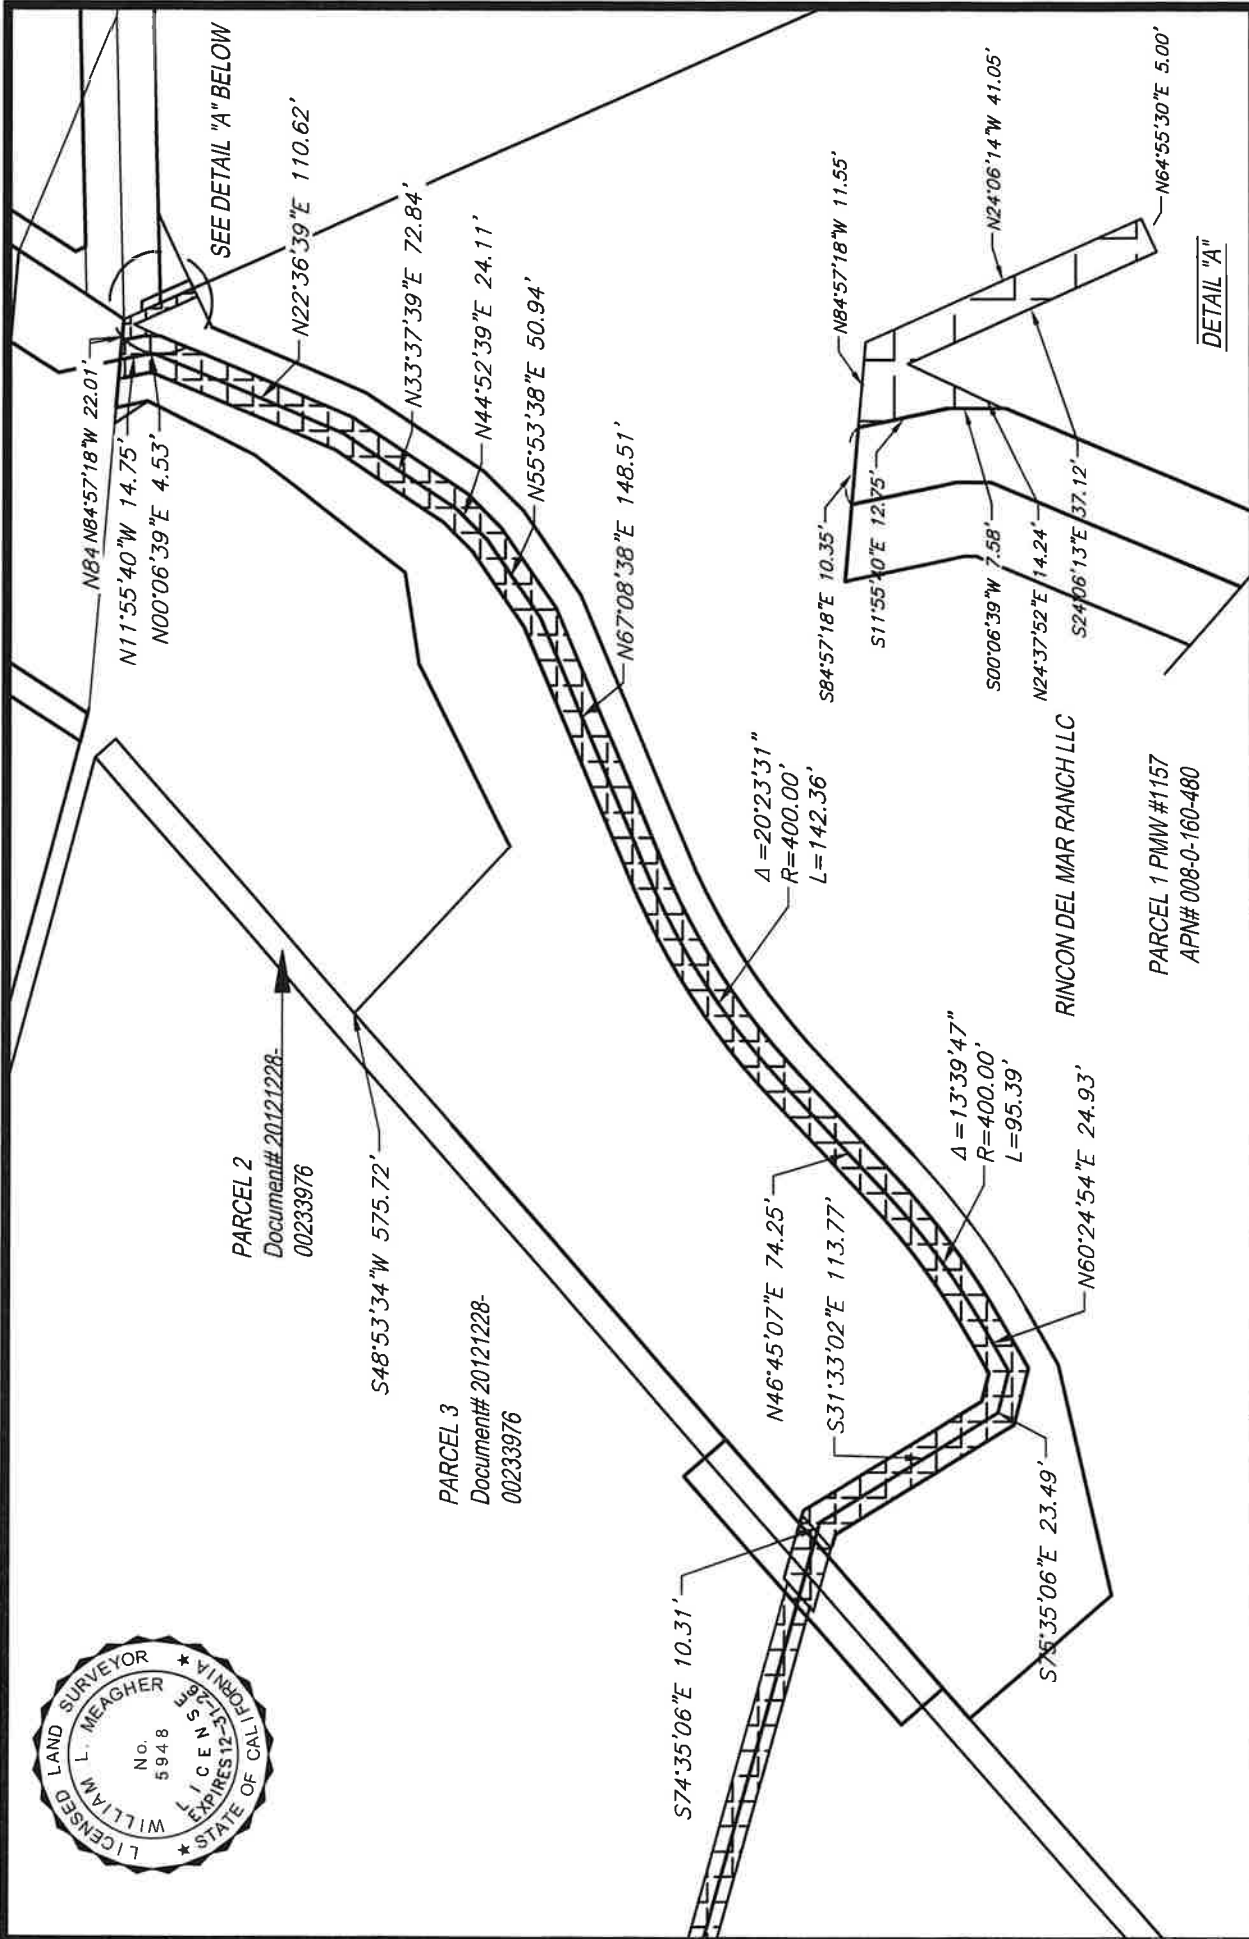 LICENSED LAND SURVEYOR
WILLIAM L. MEAGHER
No.
5948
LICENSE
EXPIRES 12-31-26
★ STATE OF CALIFORNIA ★
PARCEL 2
Document# 20121228-
00233976
S48°53'34"W 575.72'
PARCEL 3
Document# 20121228-
00233976
N84 N84°57'18"W 22.01'
N11°55'40"W 14.75'
N00°06'39"E 4.53'
SEE DETAIL "A" BELOW
N22°36'39"E 110.62'
N33°37'39"E 72.84'
N44°52'39"E 24.11'
N55°53'38"E 50.94'
N67°08'38"E 148.51'
Δ=20°23'31"
R=400.00'
L=142.36'
N46°45'07"E 74.25'
S31°33'02"E 113.77'
Δ=13°39'47"
R=400.00'
L=95.39'
N60°24'54"E 24.93'
S74°35'06"E 10.31'
S75°35'06"E 23.49'
RINCON DEL MAR RANCH LLC
PARCEL 1 PMW #1157
APN# 008-0-160-480
S84°57'18"E 10.35'
N84°57'18"W 11.55'
S11°55'40"E 12.75'
S00°06'39"W 7.58'
N24°37'52"E 14.24'
S24°06'13"E 37.12'
N24°06'14"W 41.05'
N64°55'30"E 5.00'
DETAIL "A"